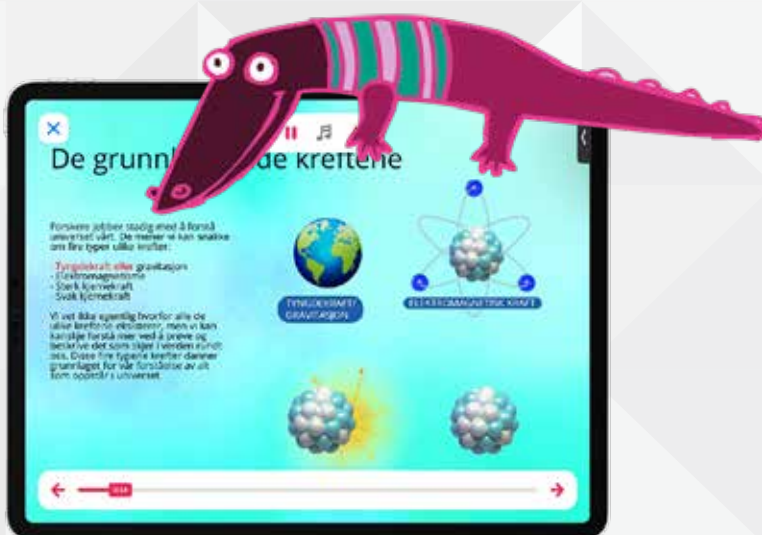 De grunnl de kreftene
Forskere jobber stadig med å forstå
universet vårt. De mener vi kan snakke
om fire typer ulike krefter:
- Tyngdekraft eller gravitasjon
- Elektromagnetisme
- Sterk kjernekraft
- Svak kjernekraft
Vi vet ikke egentlig hvorfor alle de
ulike kreftene eksisterer, men vi kan
kanskje forstå mer ved å prøve og
beskrive det som skjer i verden rundt
oss. Disse fire typene krefter danner
grunnlaget for vår forståelse av alt
som oppstår i universet.
TYNGDEKRAFT/
GRAVITASJON
ELEKTROMAGNETISK KRAFT